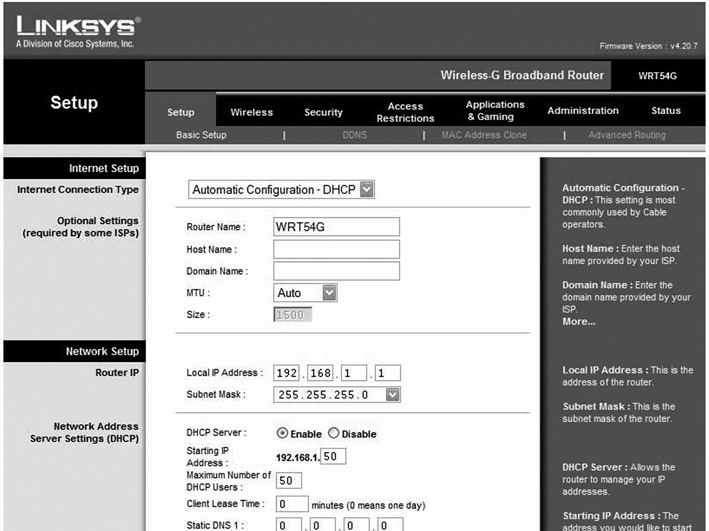 LINKSYS®
A Division of Cisco Systems, Inc.
Firmware Version : v4.20.7
Wireless-G Broadband Router WRT54G
Setup
Setup Wireless Security Access Restrictions Applications & Gaming Administration Status
Basic Setup | DDNS | MAC Address Clone | Advanced Routing
Internet Setup
Internet Connection Type
Automatic Configuration - DHCP
Optional Settings
(required by some ISPs)
Router Name : WRT54G
Host Name :
Domain Name :
MTU : Auto
Size : 1500
Network Setup
Router IP
Local IP Address : 192 . 168 . 1 . 1
Subnet Mask : 255.255.255.0
Network Address
Server Settings (DHCP)
DHCP Server : Enable Disable
Starting IP
Address : 192.168.1. 50
Maximum Number of
DHCP Users : 50
Client Lease Time : 0 minutes (0 means one day)
Static DNS 1 : 0 . 0 . 0 . 0
Automatic Configuration -
DHCP : This setting is most
commonly used by Cable
operators.
Host Name : Enter the host
name provided by your ISP.
Domain Name : Enter the
domain name provided by your
ISP.
More...
Local IP Address : This is the
address of the router.
Subnet Mask : This is the
subnet mask of the router.
DHCP Server : Allows the
router to manage your IP
addresses.
Starting IP Address : The
address you would like to start